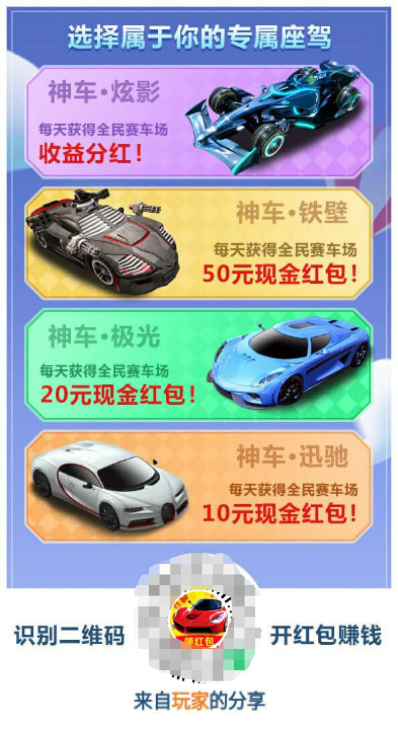 选择属于你的专属座驾
神车·炫影
每天获得全民赛车场
收益分红！
神车·铁壁
每天获得全民赛车场
50元现金红包！
神车·极光
每天获得全民赛车场
20元现金红包！
神车·迅驰
每天获得全民赛车场
10元现金红包！
赚红包
识别二维码
开红包赚钱
来自玩家的分享